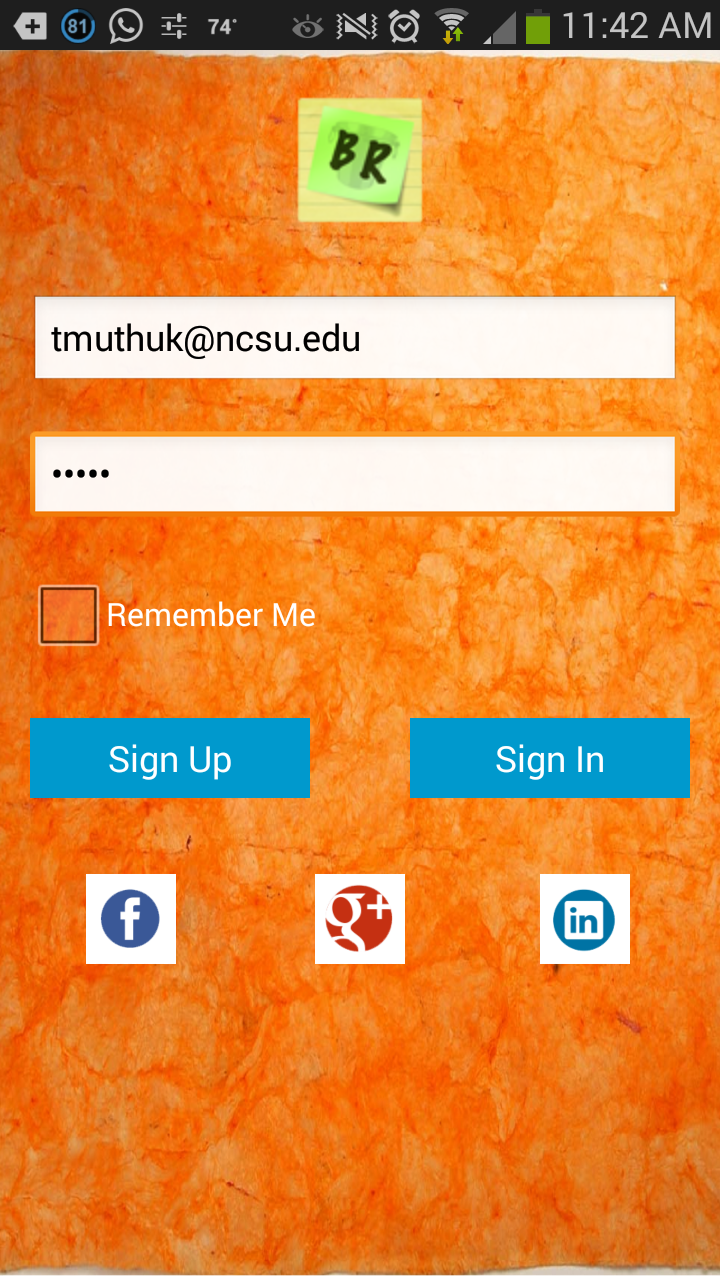 81 74° 11:42 AM
BR
tmuthuk@ncsu.edu
•••••
Remember Me
Sign Up Sign In
f g+ in